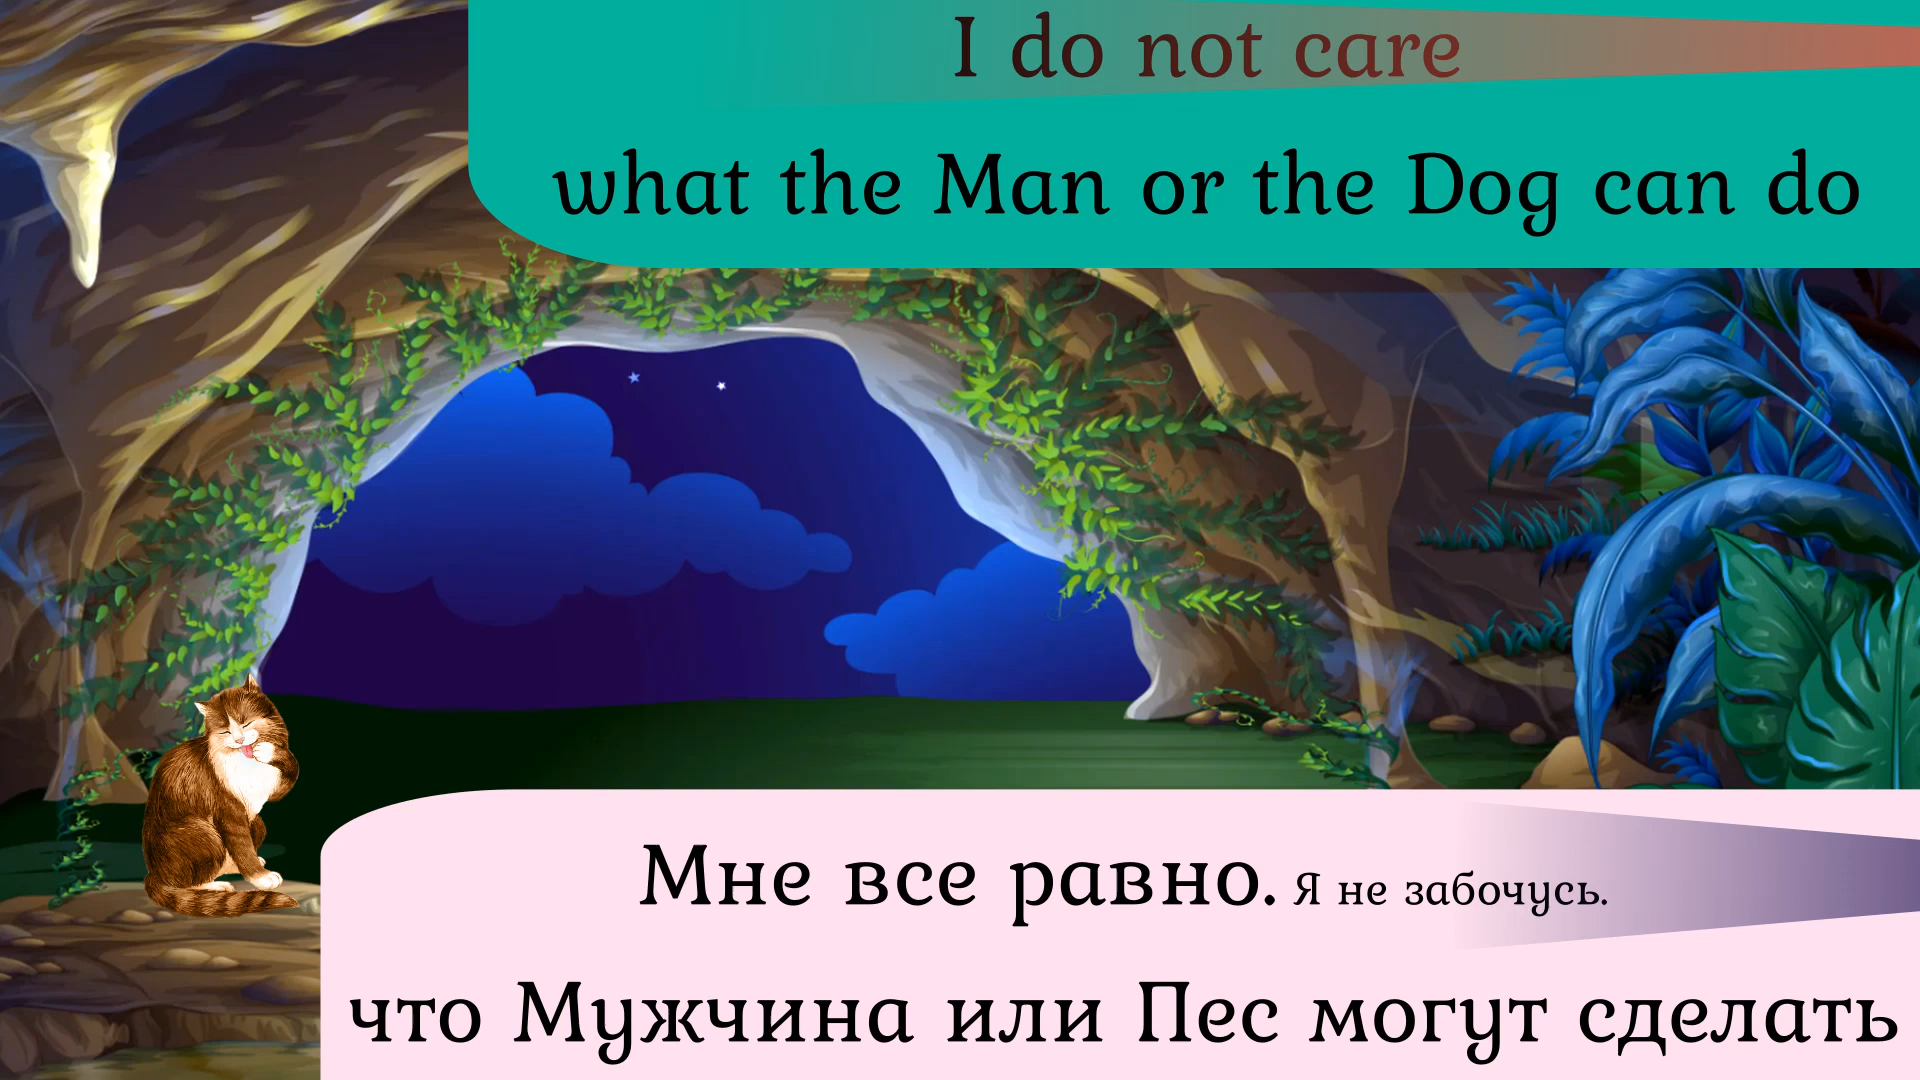 I do not care
what the Man or the Dog can do
Мне все равно. Я не забочусь.
что Мужчина или Пес могут сделать